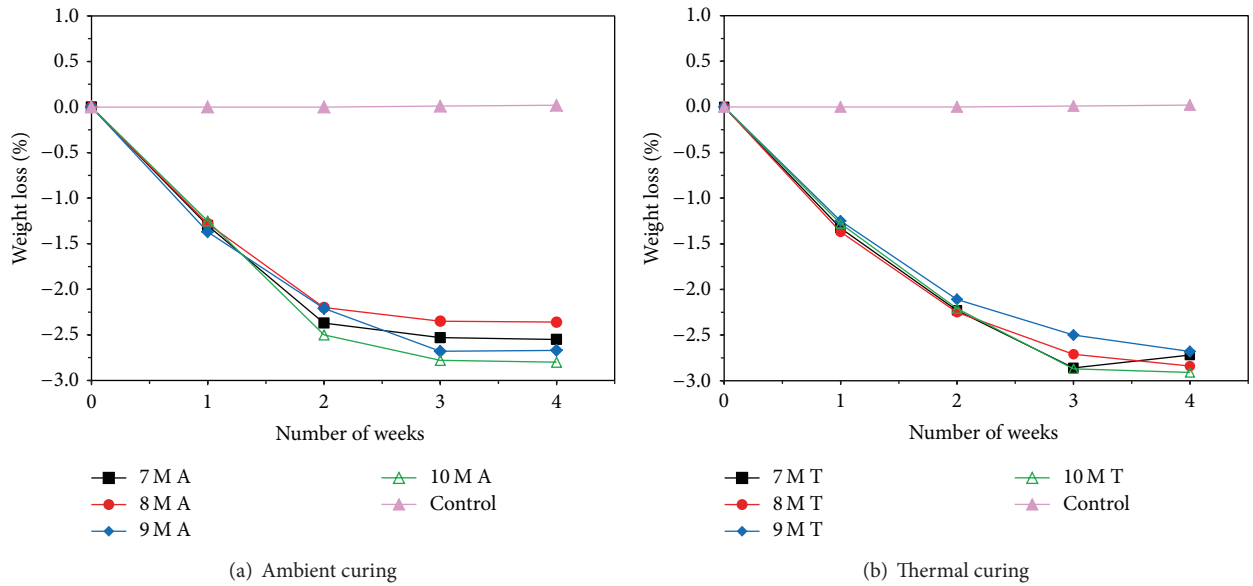 1.0
0.5
0.0
−0.5
−1.0
−1.5
−2.0
−2.5
−3.0
Weight loss (%)
0 1 2 3 4
Number of weeks
7 M A
8 M A
9 M A
10 M A
Control
(a) Ambient curing
1.0
0.5
0.0
−0.5
−1.0
−1.5
−2.0
−2.5
−3.0
Weight loss (%)
0 1 2 3 4
Number of weeks
7 M T
8 M T
9 M T
10 M T
Control
(b) Thermal curing